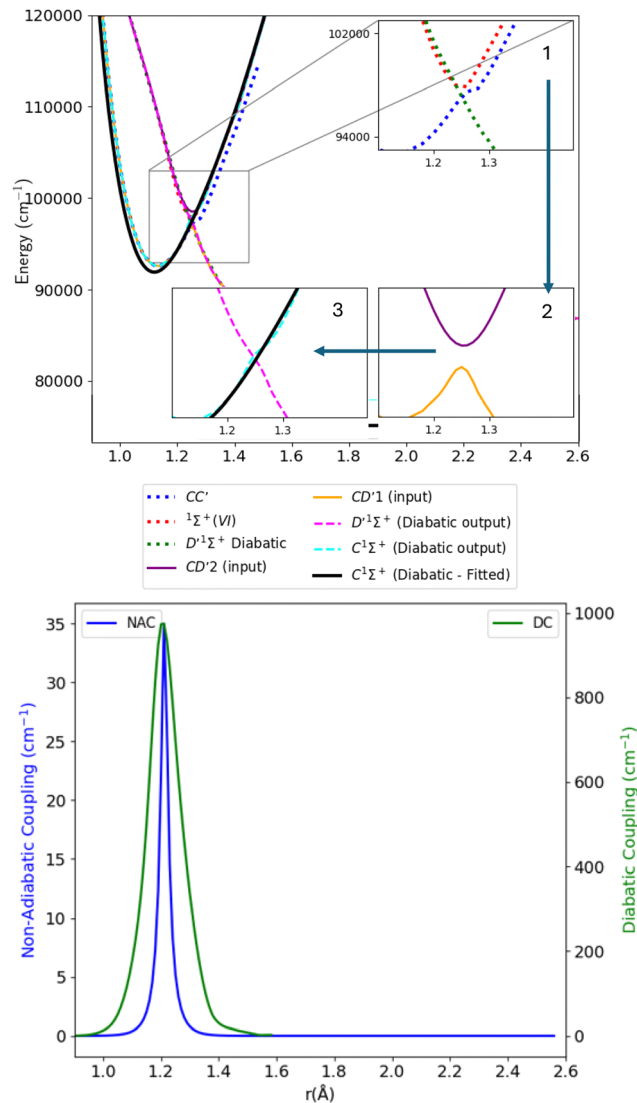 120000
110000
100000
90000
80000
Energy (cm⁻¹)
102000
94000
1.2 1.3
1
3
2
1.2 1.3
1.2 1.3
1.0 1.2 1.4 1.6 1.8 2.0 2.2 2.4 2.6
CC'
¹Σ⁺(VI)
D'¹Σ⁺ Diabatic
CD'2 (input)
CD'1 (input)
D'¹Σ⁺ (Diabatic output)
C¹Σ⁺ (Diabatic output)
C¹Σ⁺ (Diabatic - Fitted)
NAC
DC
35
30
25
20
15
10
5
0
Non-Adiabatic Coupling (cm⁻¹)
1000
800
600
400
200
0
Diabatic Coupling (cm⁻¹)
1.0 1.2 1.4 1.6 1.8 2.0 2.2 2.4 2.6
r(Å)